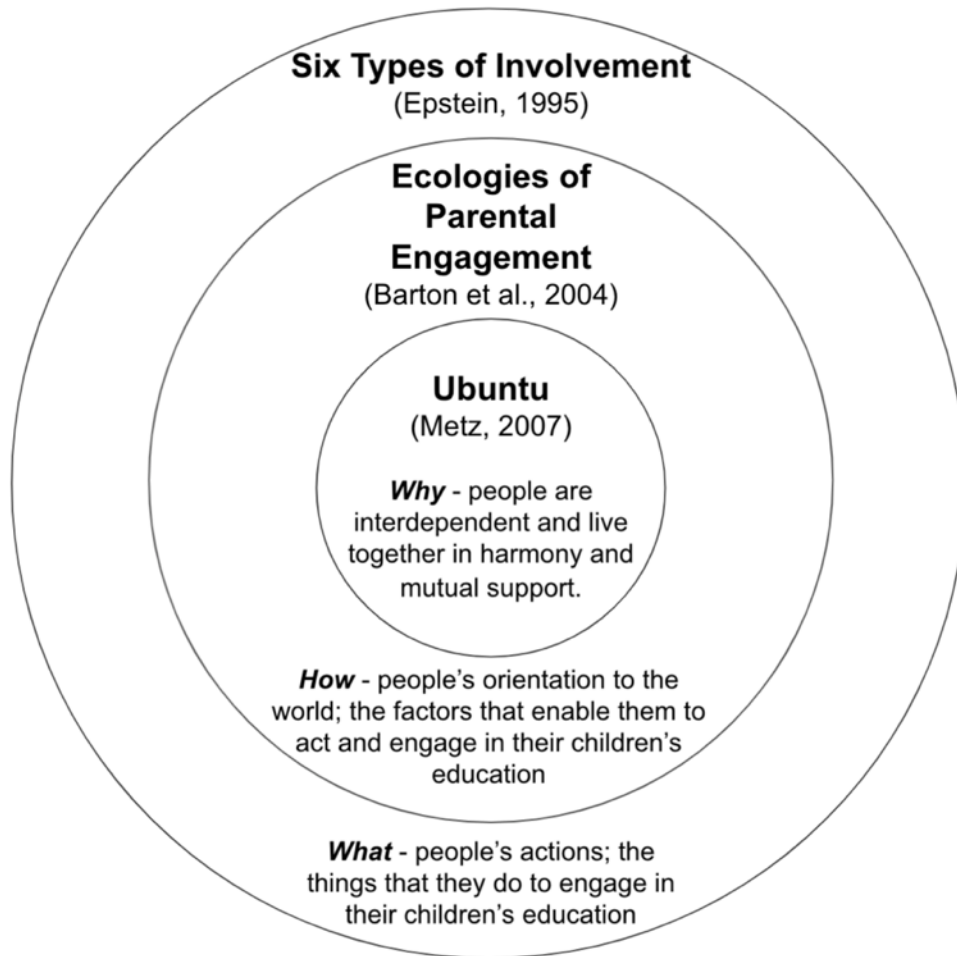 Six Types of Involvement
(Epstein, 1995)
Ecologies of
Parental
Engagement
(Barton et al., 2004)
Ubuntu
(Metz, 2007)
Why - people are
interdependent and live
together in harmony and
mutual support.
How - people’s orientation to the
world; the factors that enable them to
act and engage in their children’s
education
What - people’s actions; the
things that they do to engage in
their children’s education